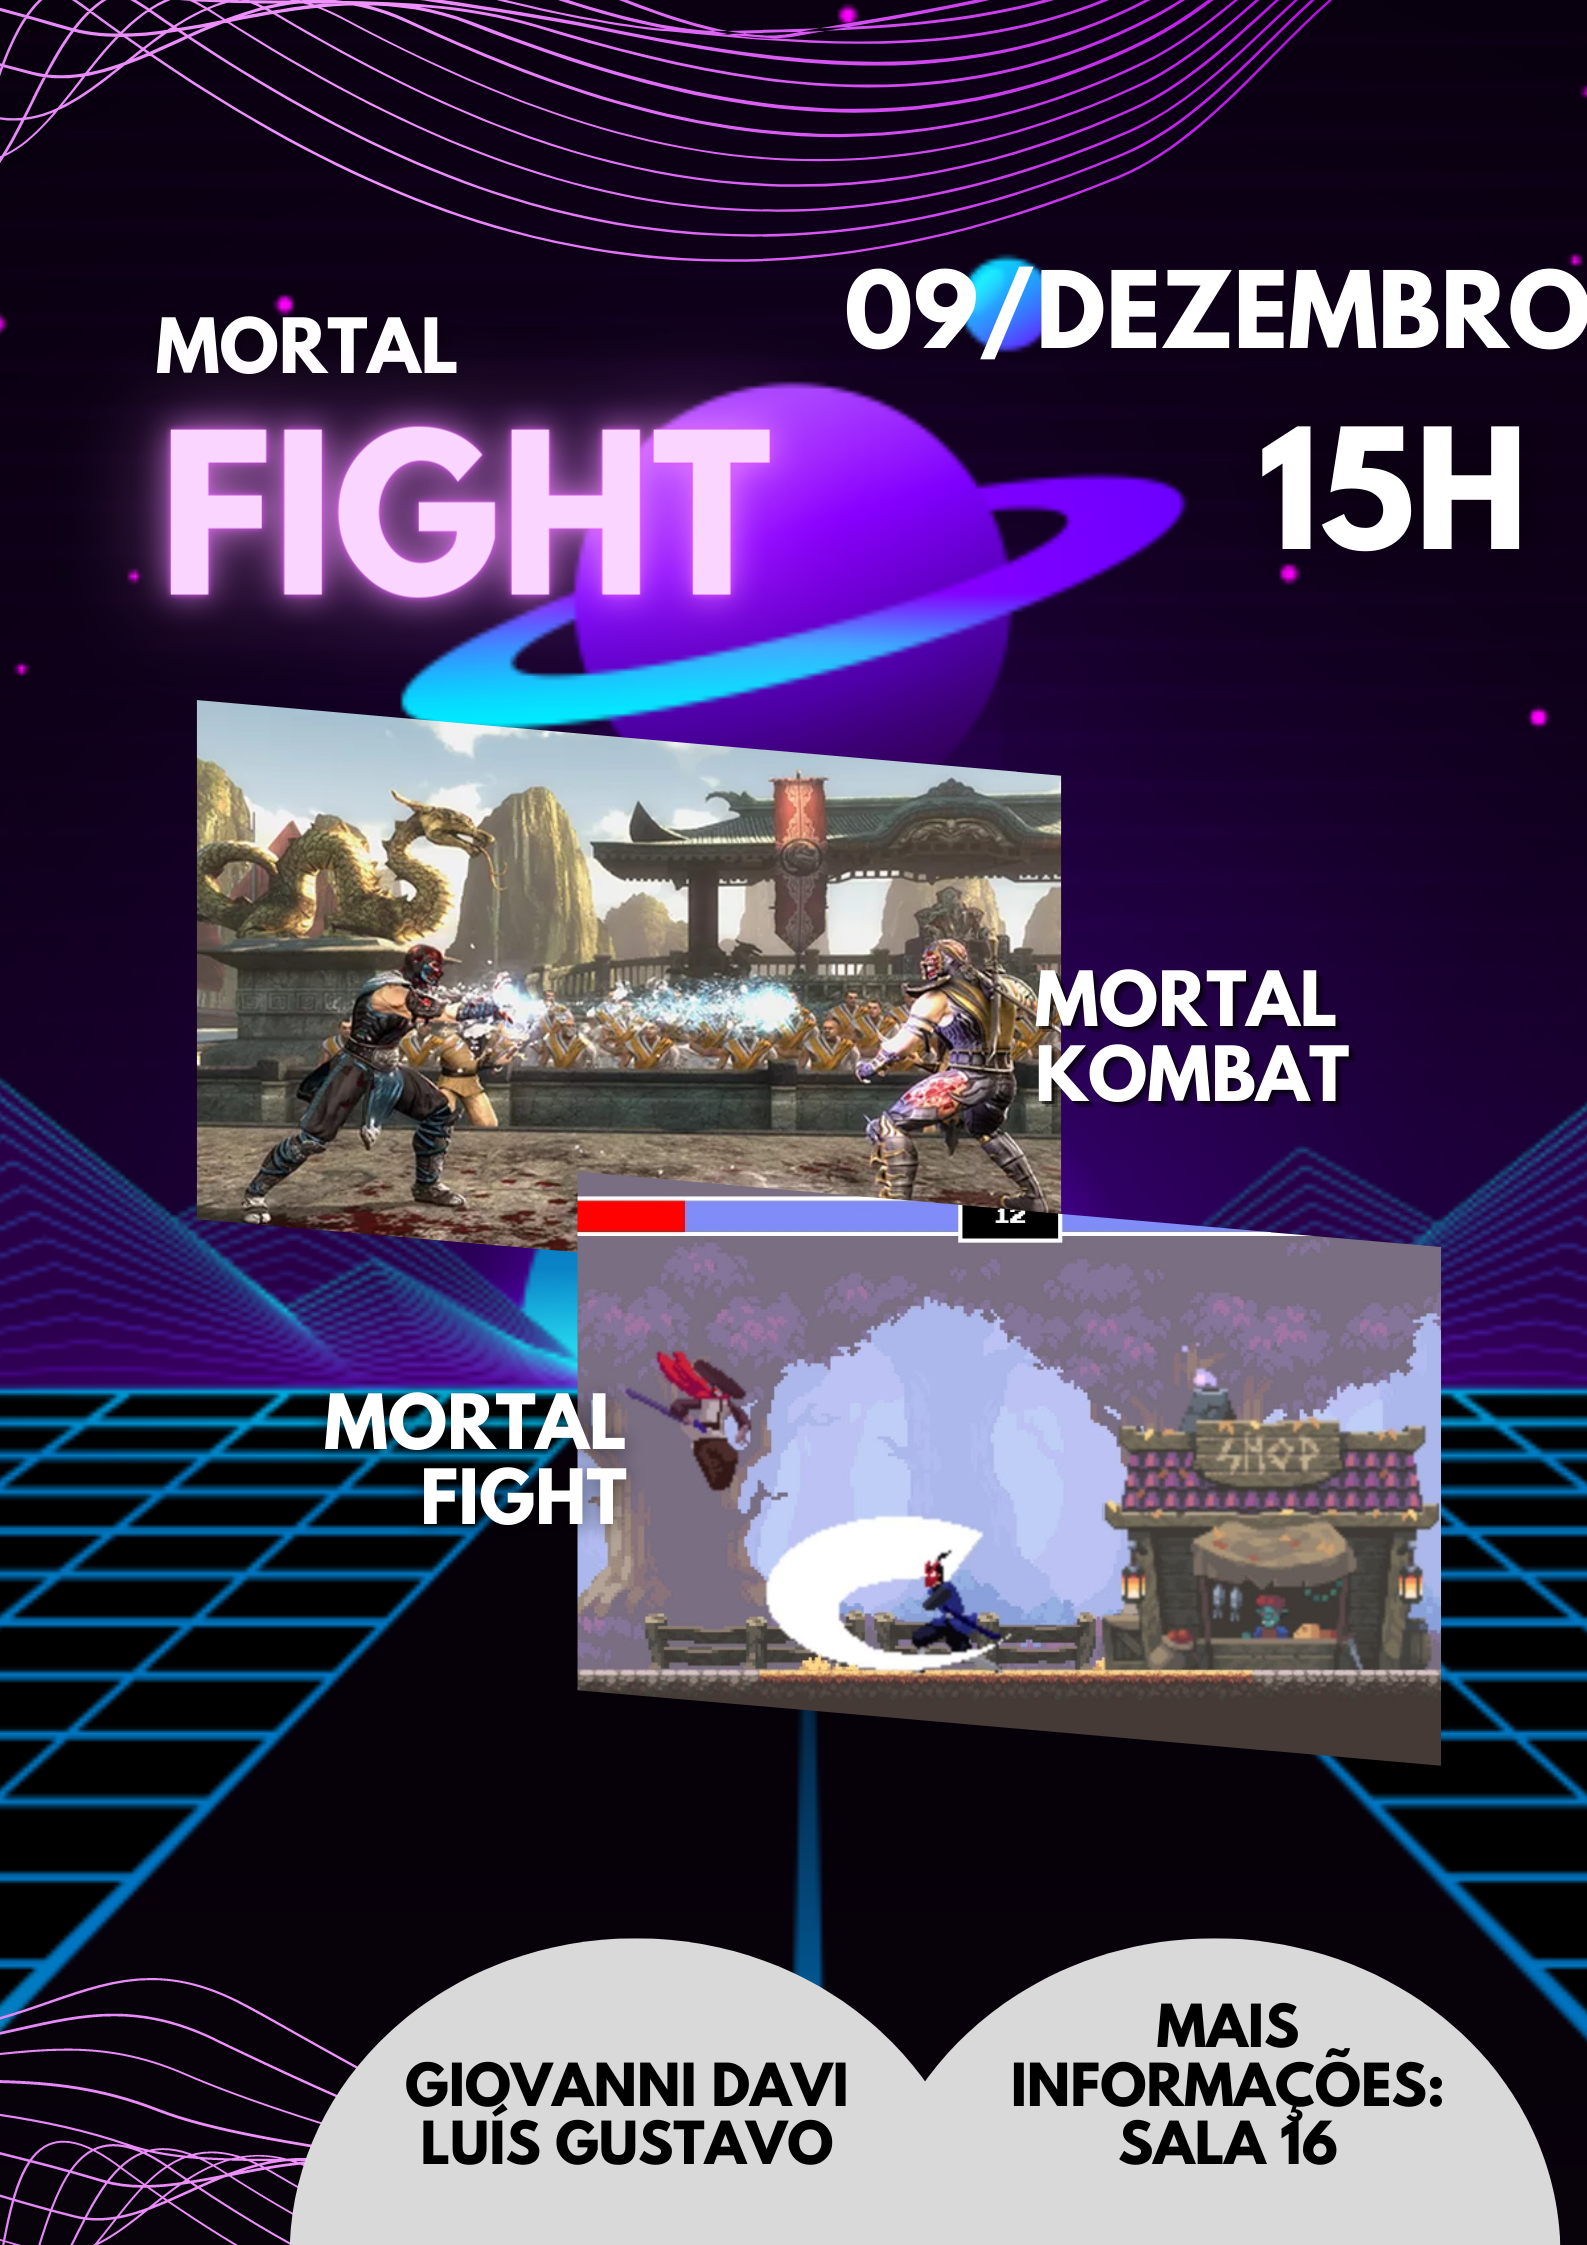 MORTAL
FIGHT
09/DEZEMBRO
15H
MORTAL
KOMBAT
12
MORTAL
FIGHT
SHOP
GIOVANNI DAVI
LUÍS GUSTAVO
MAIS
INFORMAÇÕES:
SALA 16